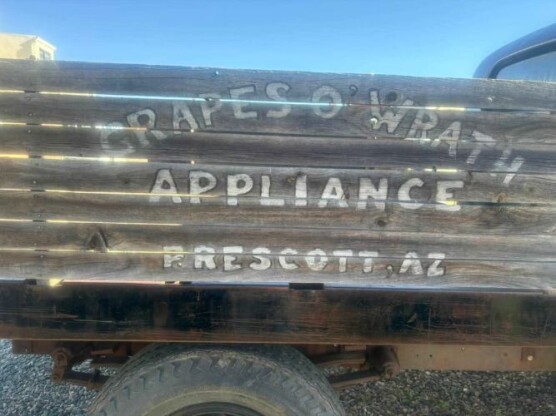 GRAPES O' WRATH
APPLIANCE
PRESCOTT, AZ